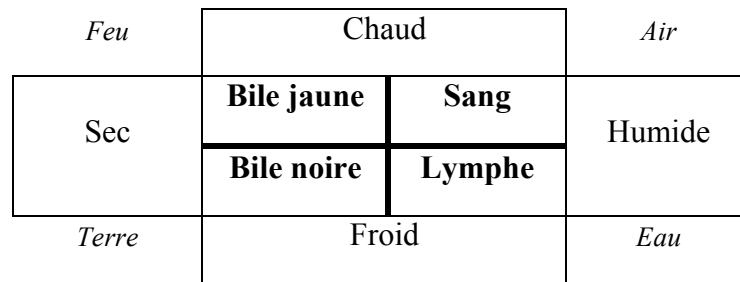 Feu Chaud Air
Bile jaune Sang
Sec Humide
Bile noire Lymphe
Terre Froid Eau